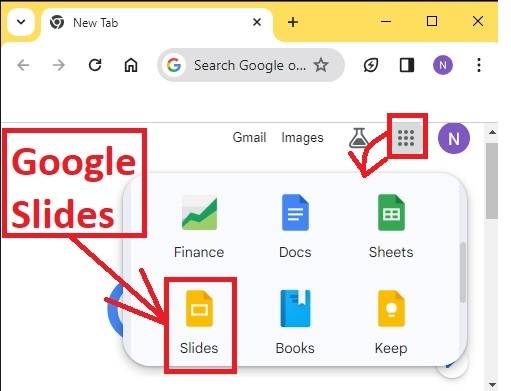 New Tab
Search Google o...
N
Gmail Images
N
Google
Slides
Finance Docs Sheets
Slides Books Keep